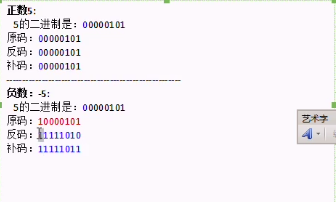 正数5:
5的二进制是：00000101
原码：00000101
反码：00000101
补码：00000101
--------------------------------------------------
负数：-5:
5的二进制是：00000101
原码：10000101
反码：11111010
补码：11111011
艺术字